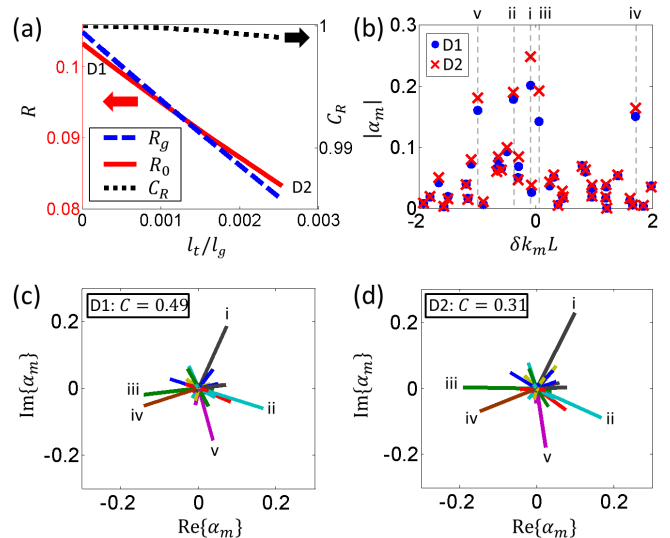 (a)
0.1
0.09
0.08
R
D1
D2
R_g
R_0
C_R
1
0.99
C_R
0
0.001
0.002
0.003
l_t/l_g
(b)
v ii i iii iv
0.3
0.2
0.1
0
|α_m|
D1
D2
-2
0
2
δk_mL
(c)
D1: C = 0.49
0.2
0
-0.2
Im{α_m}
i
iii
iv
ii
v
-0.2
0
0.2
Re{α_m}
(d)
D2: C = 0.31
0.2
0
-0.2
Im{α_m}
i
iii
iv
ii
v
-0.2
0
0.2
Re{α_m}